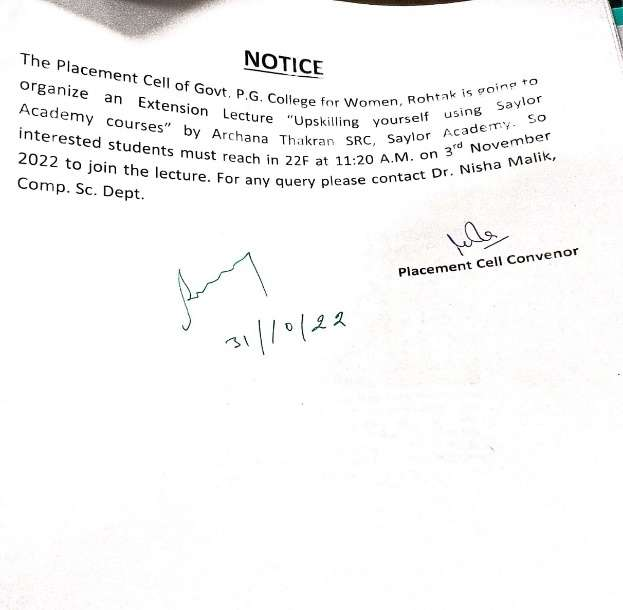 NOTICE
The Placement Cell of Govt. P.G. College for Women, Rohtak is going to
organize an Extension Lecture "Upskilling yourself using Saylor
Academy courses" by Archana Thakran SRC, Saylor Academy. So
interested students must reach in 22F at 11:20 A.M. on 3rd November
2022 to join the lecture. For any query please contact Dr. Nisha Malik,
Comp. Sc. Dept.
Placement Cell Convenor
31/10/22